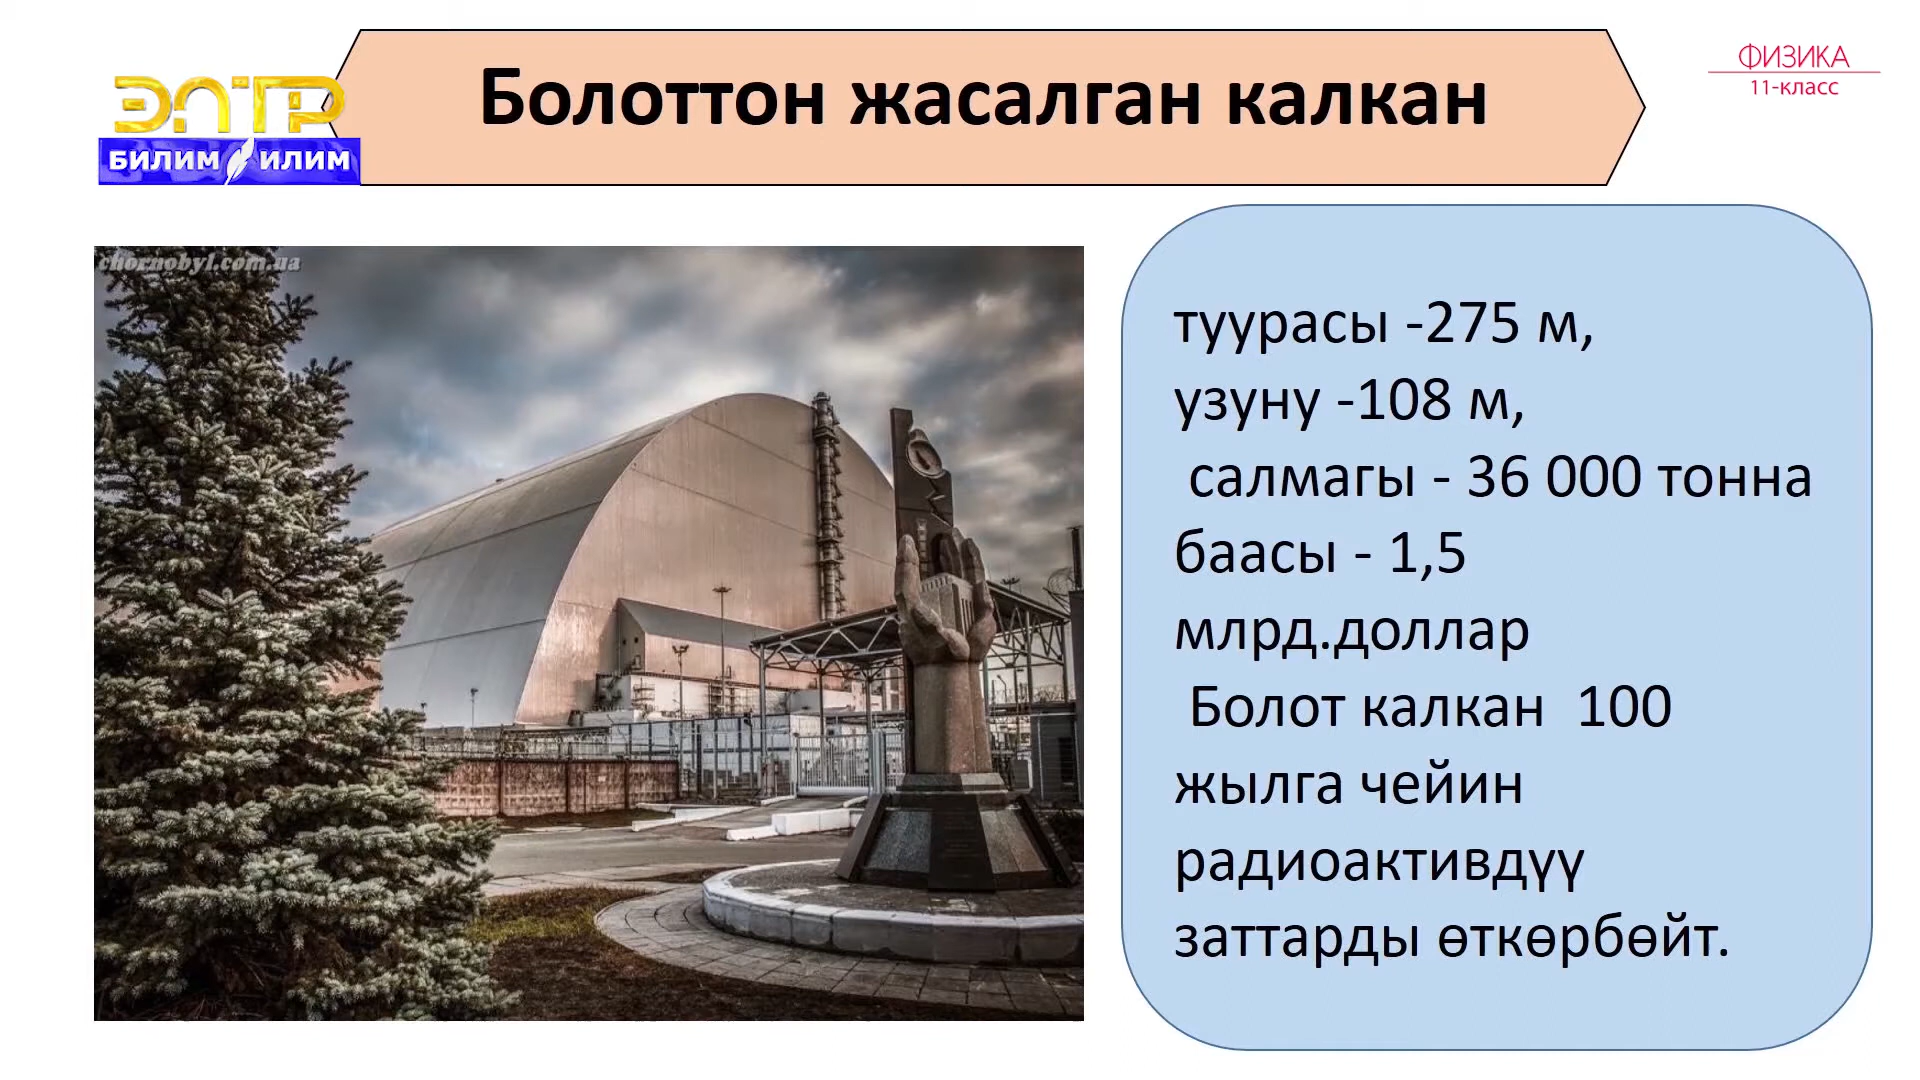 Болоттон жасалган калкан
ЭЛТР
БИЛИМ ИЛИМ
ФИЗИКА
11-класс
chornobyl.com.ua
туурасы -275 м,
узуну -108 м,
салмагы - 36 000 тонна
баасы - 1,5
млрд.доллар
Болот калкан 100
жылга чейин
радиоактивдүү
заттарды өткөрбөйт.